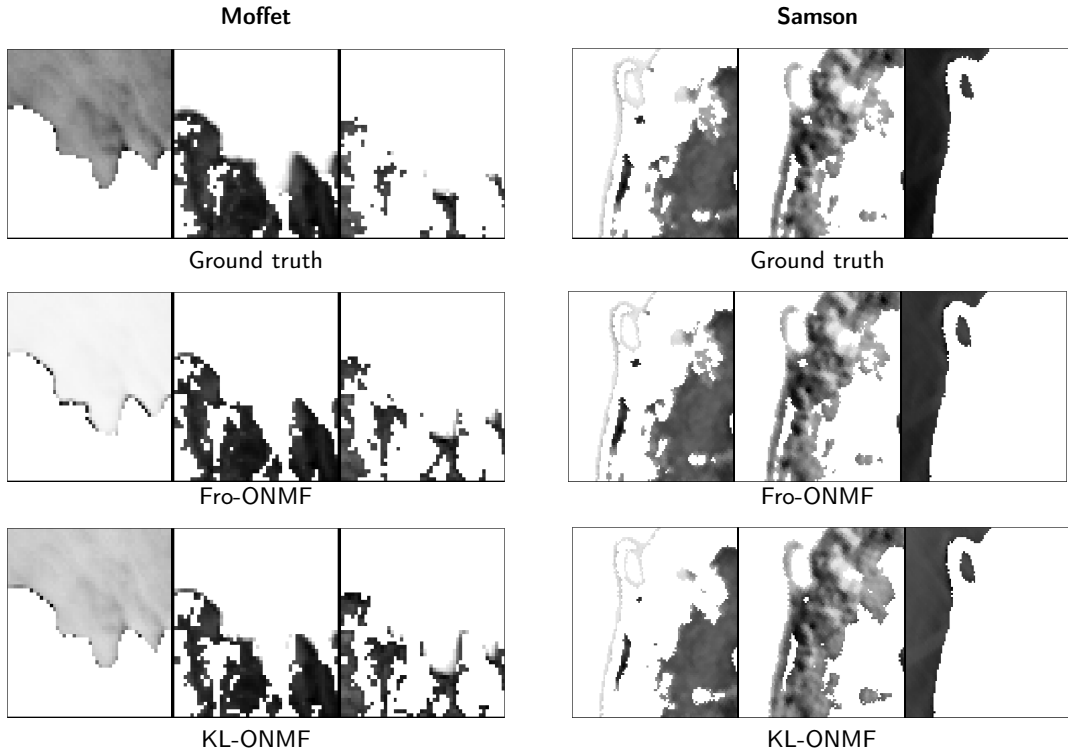 Moffet
Samson
Ground truth
Ground truth
Fro-ONMF
Fro-ONMF
KL-ONMF
KL-ONMF